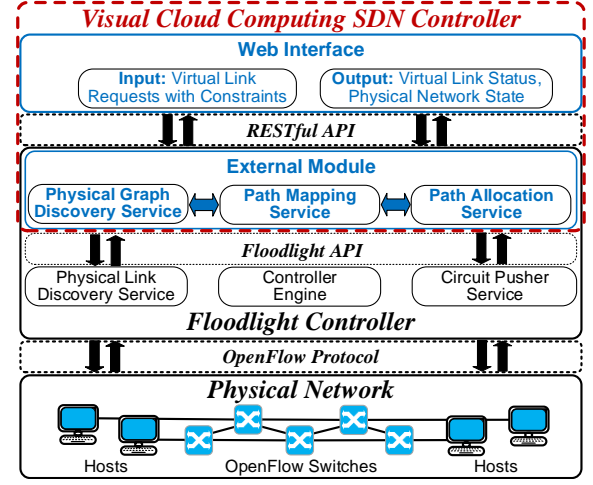 Visual Cloud Computing SDN Controller
Web Interface
Input: Virtual Link
Requests with Constraints
Output: Virtual Link Status,
Physical Network State
RESTful API
External Module
Physical Graph
Discovery Service
Path Mapping
Service
Path Allocation
Service
Floodlight API
Physical Link
Discovery Service
Controller
Engine
Circuit Pusher
Service
Floodlight Controller
OpenFlow Protocol
Physical Network
Hosts
OpenFlow Switches
Hosts